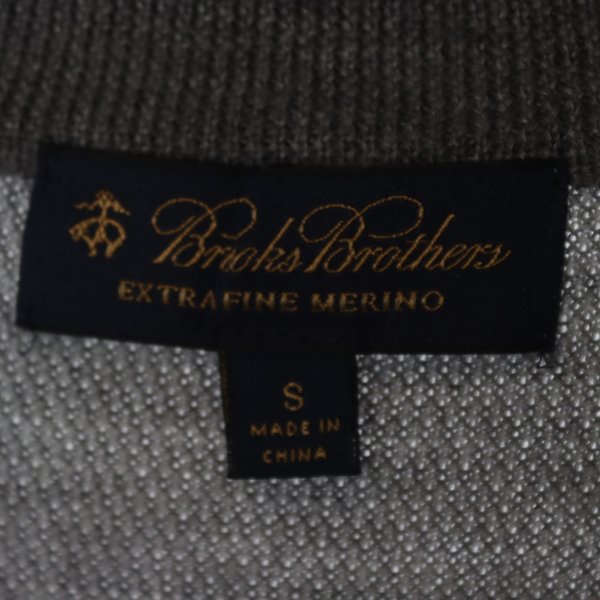 Brooks Brothers
EXTRAFINE MERINO
S
MADE IN
CHINA